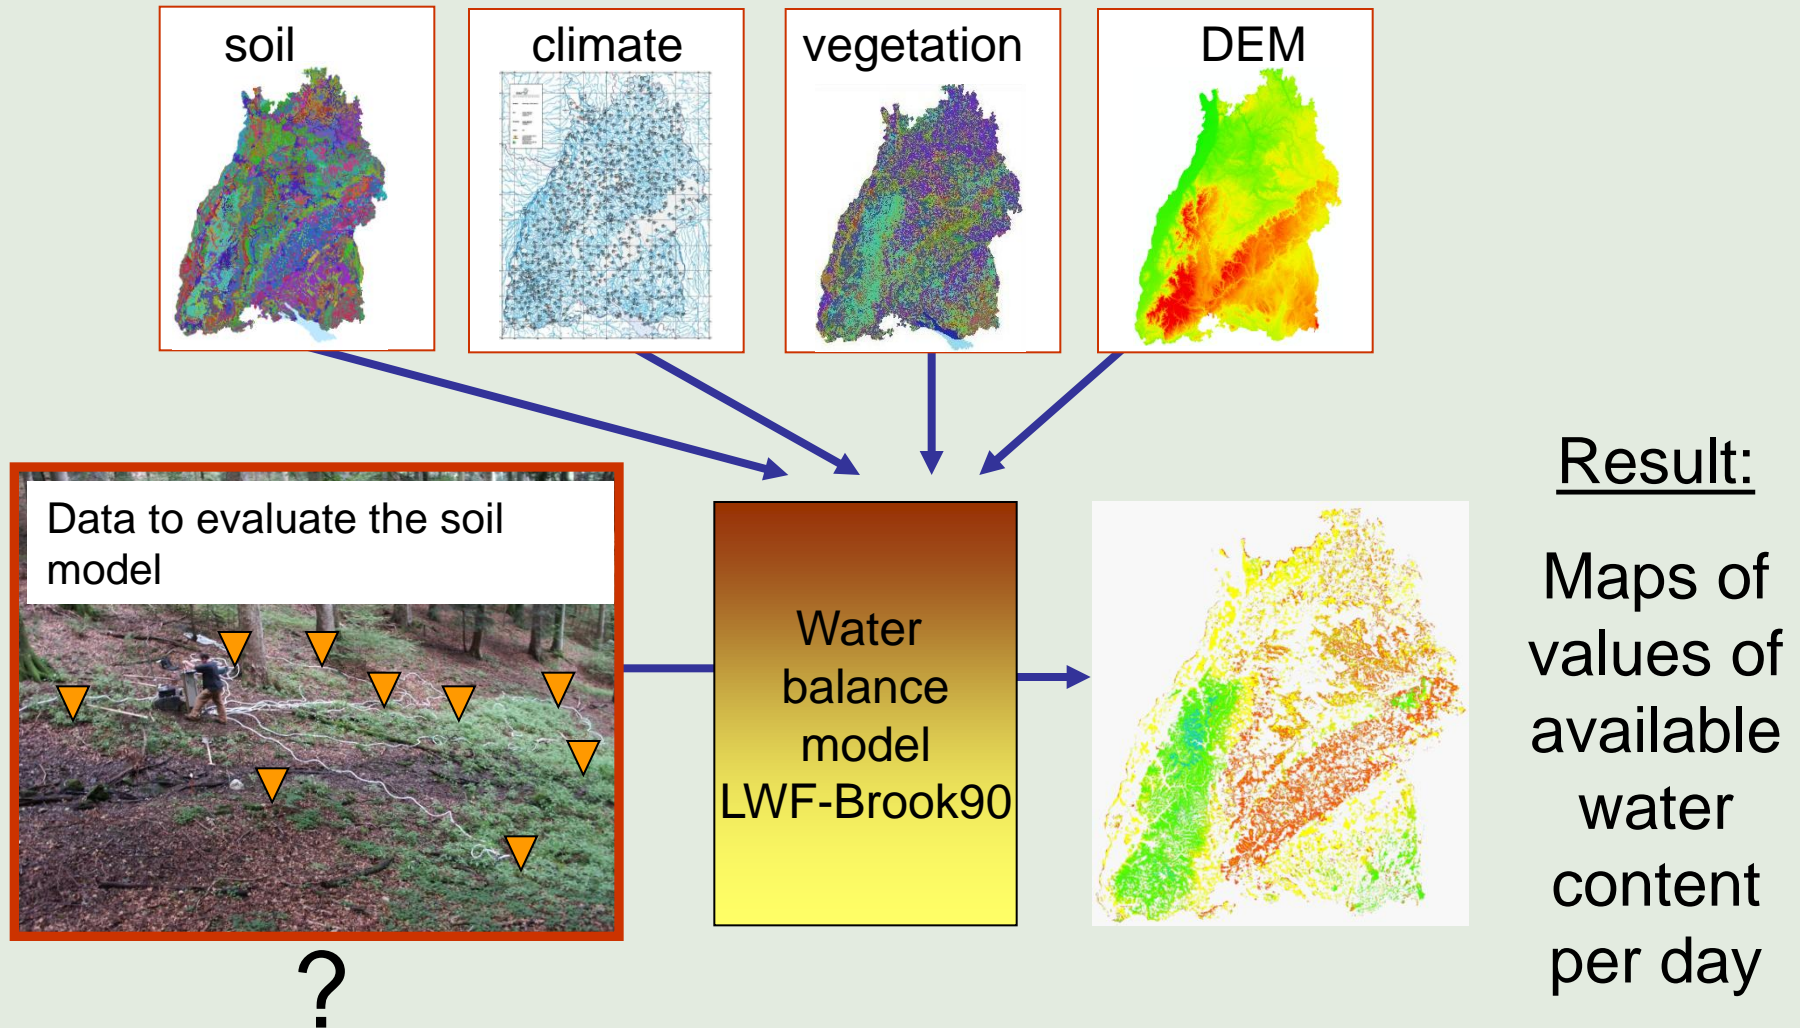 soil
climate
vegetation
DEM
Data to evaluate the soil
model
Water
balance
model
LWF-Brook90
Result:
Maps of
values of
available
water
content
per day
?